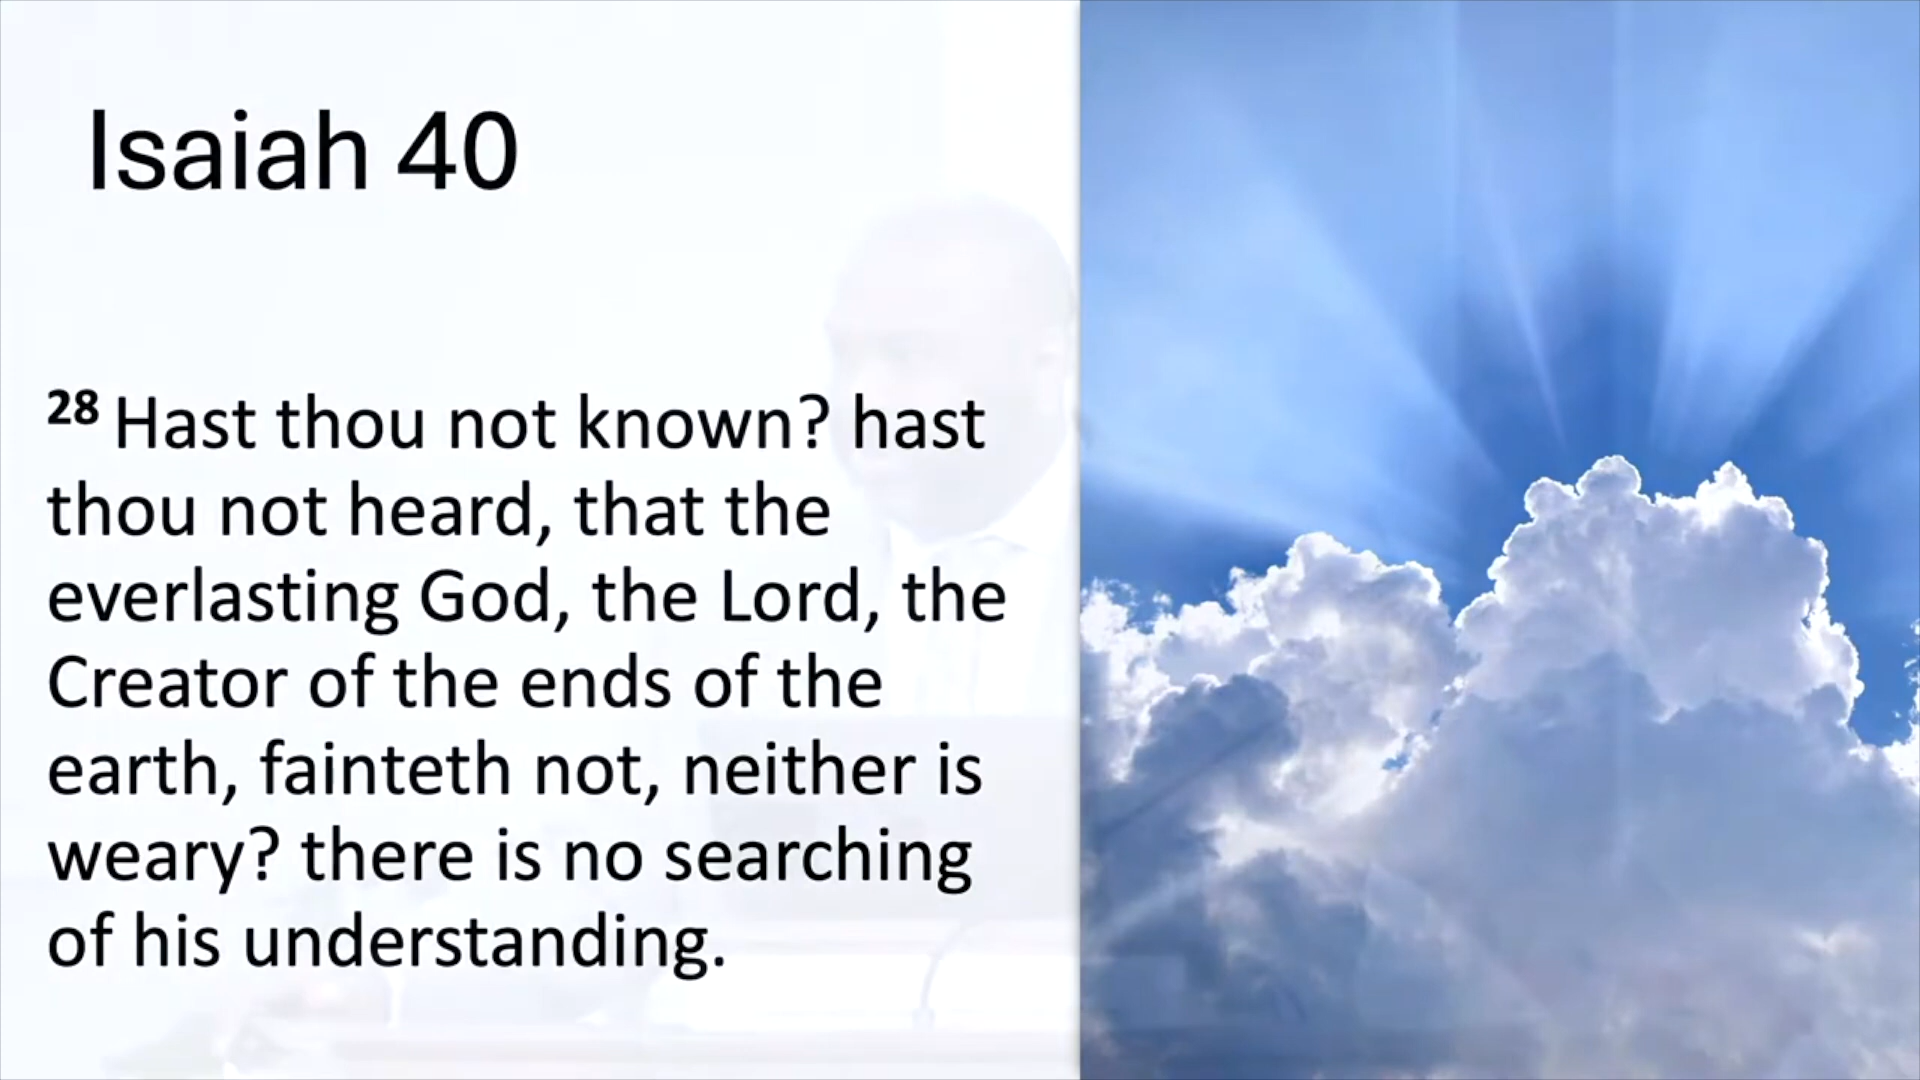 Isaiah 40
28 Hast thou not known? hast
thou not heard, that the
everlasting God, the Lord, the
Creator of the ends of the
earth, fainteth not, neither is
weary? there is no searching
of his understanding.